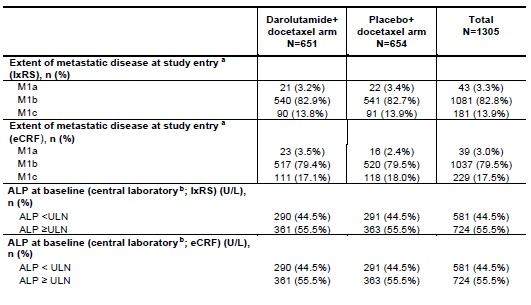 Darolutamide+ docetaxel arm N=651 Placebo+ docetaxel arm N=654 Total N=1305
Extent of metastatic disease at study entry a (IxRS), n (%)
M1a 21 (3.2%) 22 (3.4%) 43 (3.3%)
M1b 540 (82.9%) 541 (82.7%) 1081 (82.8%)
M1c 90 (13.8%) 91 (13.9%) 181 (13.9%)
Extent of metastatic disease at study entry a (eCRF), n (%)
M1a 23 (3.5%) 16 (2.4%) 39 (3.0%)
M1b 517 (79.4%) 520 (79.5%) 1037 (79.5%)
M1c 111 (17.1%) 118 (18.0%) 229 (17.5%)
ALP at baseline (central laboratory b; IxRS) (U/L), n (%)
ALP <ULN 290 (44.5%) 291 (44.5%) 581 (44.5%)
ALP ≥ULN 361 (55.5%) 363 (55.5%) 724 (55.5%)
ALP at baseline (central laboratory b; eCRF) (U/L), n (%)
ALP < ULN 290 (44.5%) 291 (44.5%) 581 (44.5%)
ALP ≥ ULN 361 (55.5%) 363 (55.5%) 724 (55.5%)